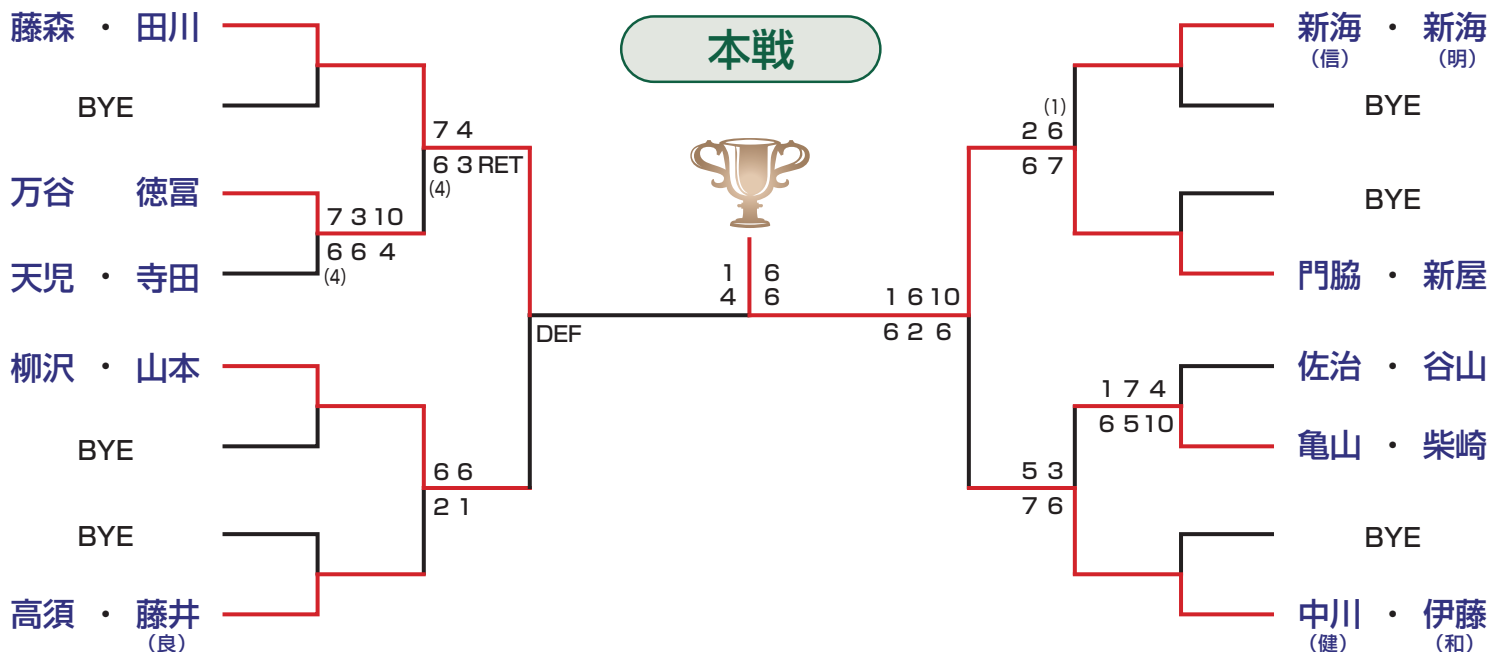 本戦
藤森 ・ 田川
BYE
7 4
6 3 RET
(4)
万谷 徳冨
7 3 10
6 6 4
(4)
天児 ・ 寺田
柳沢 ・ 山本
BYE
6 6
2 1
BYE
高須 ・ 藤井
(良)
DEF
1 6
4 6
新海 ・ 新海
(信) (明)
BYE
(1)
2 6
6 7
BYE
門脇 ・ 新屋
1 6 10
6 2 6
佐治 ・ 谷山
1 7 4
6 5 10
亀山 ・ 柴崎
5 3
7 6
BYE
中川 ・ 伊藤
(健) (和)